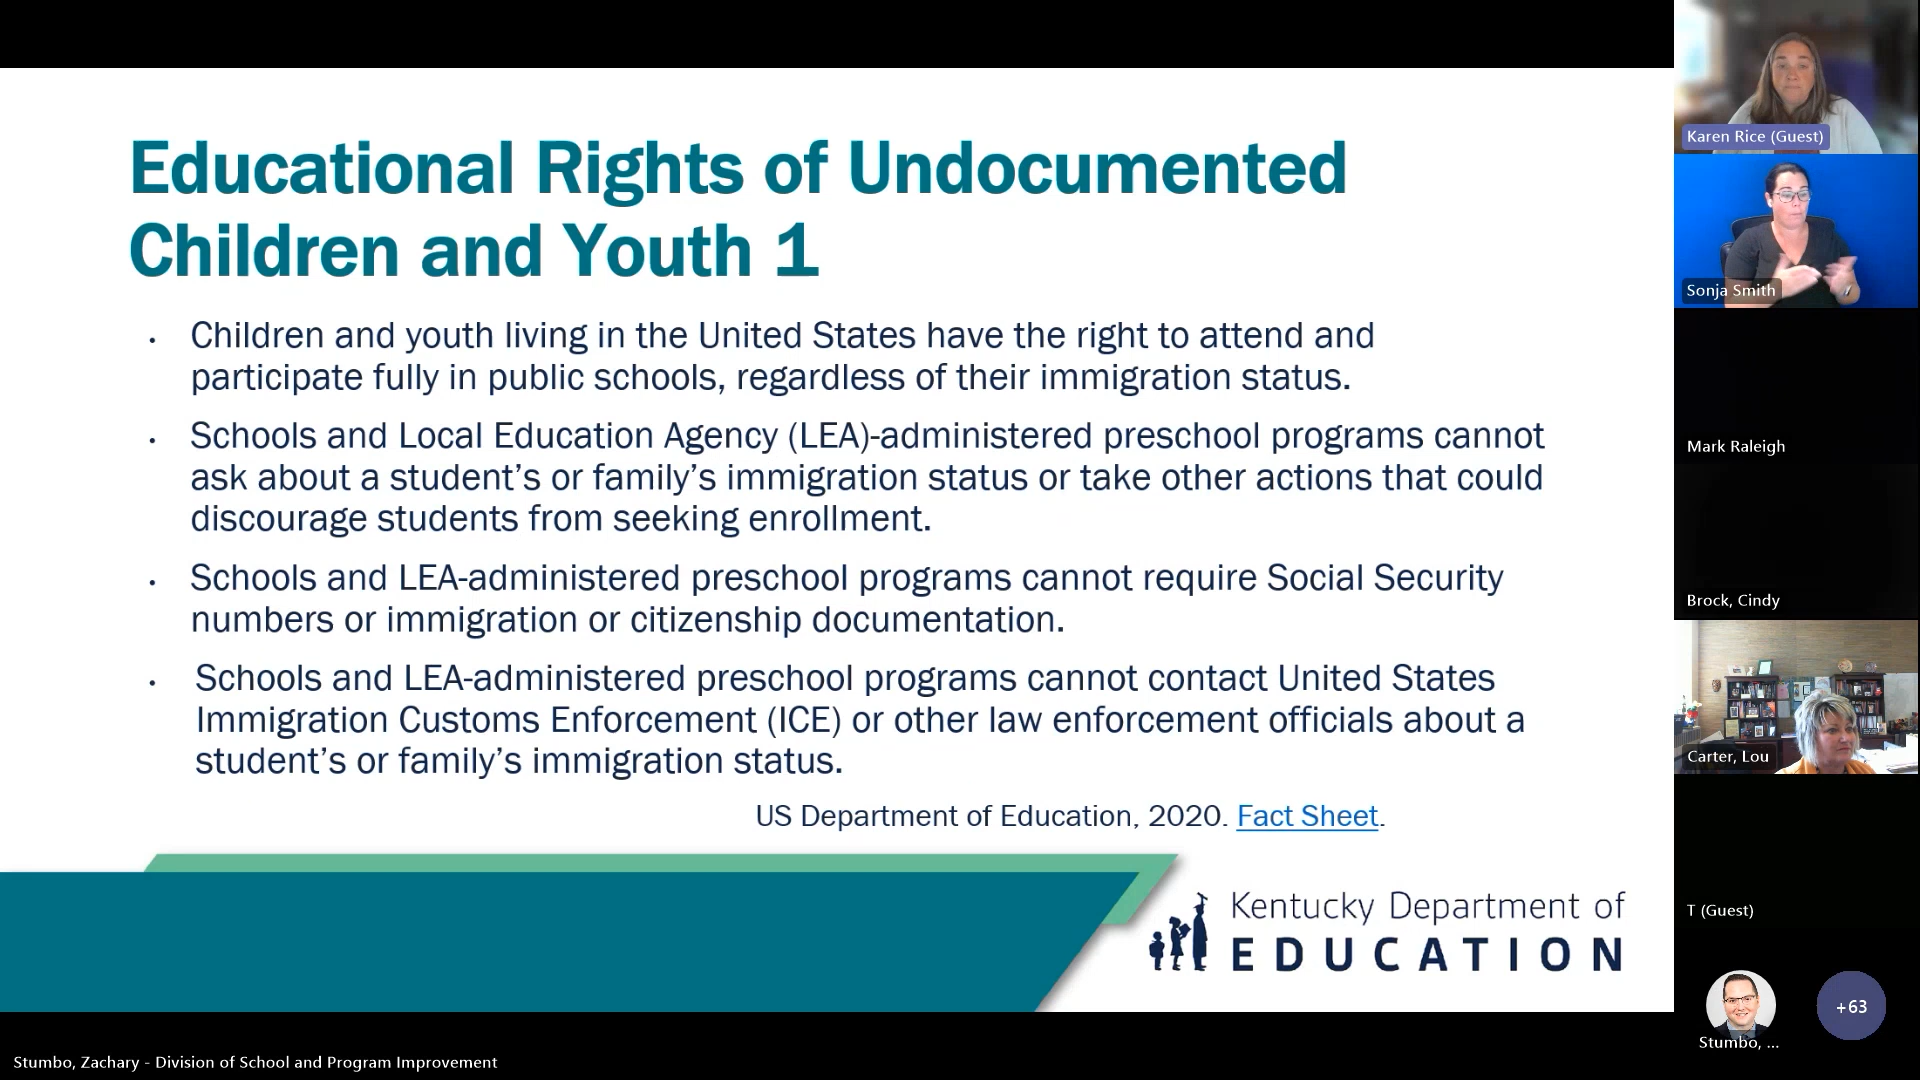 Educational Rights of Undocumented
Children and Youth 1
• Children and youth living in the United States have the right to attend and
participate fully in public schools, regardless of their immigration status.
• Schools and Local Education Agency (LEA)-administered preschool programs cannot
ask about a student’s or family’s immigration status or take other actions that could
discourage students from seeking enrollment.
• Schools and LEA-administered preschool programs cannot require Social Security
numbers or immigration or citizenship documentation.
• Schools and LEA-administered preschool programs cannot contact United States
Immigration Customs Enforcement (ICE) or other law enforcement officials about a
student’s or family’s immigration status.
US Department of Education, 2020. Fact Sheet.
Kentucky Department of
EDUCATION
Karen Rice (Guest)
Sonja Smith
Mark Raleigh
Brock, Cindy
Carter, Lou
T (Guest)
+63
Stumbo, ...
Stumbo, Zachary - Division of School and Program Improvement